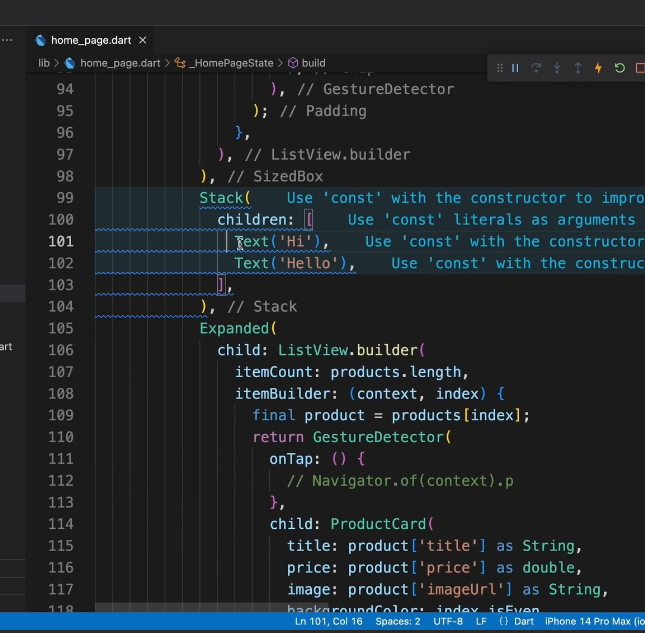 ··· home_page.dart ×
lib > home_page.dart > _HomePageState > build
94 ), // GestureDetector
95 ); // Padding
96 },
97 ), // ListView.builder
98 ), // SizedBox
99 Stack( Use 'const' with the constructor to impro
100 children: [ Use 'const' literals as arguments
101 Text('Hi'), Use 'const' with the constructor
102 Text('Hello'), Use 'const' with the construc
103 ],
104 ), // Stack
105 Expanded(
106 child: ListView.builder(
107 itemCount: products.length,
108 itemBuilder: (context, index) {
109 final product = products[index];
110 return GestureDetector(
111 onTap: () {
112 // Navigator.of(context).p
113 },
114 child: ProductCard(
115 title: product['title'] as String,
116 price: product['price'] as double,
117 image: product['imageUrl'] as String,
118 backgroundColor: index.isEven
art
Ln 101, Col 16 Spaces: 2 UTF-8 LF {} Dart iPhone 14 Pro Max (io